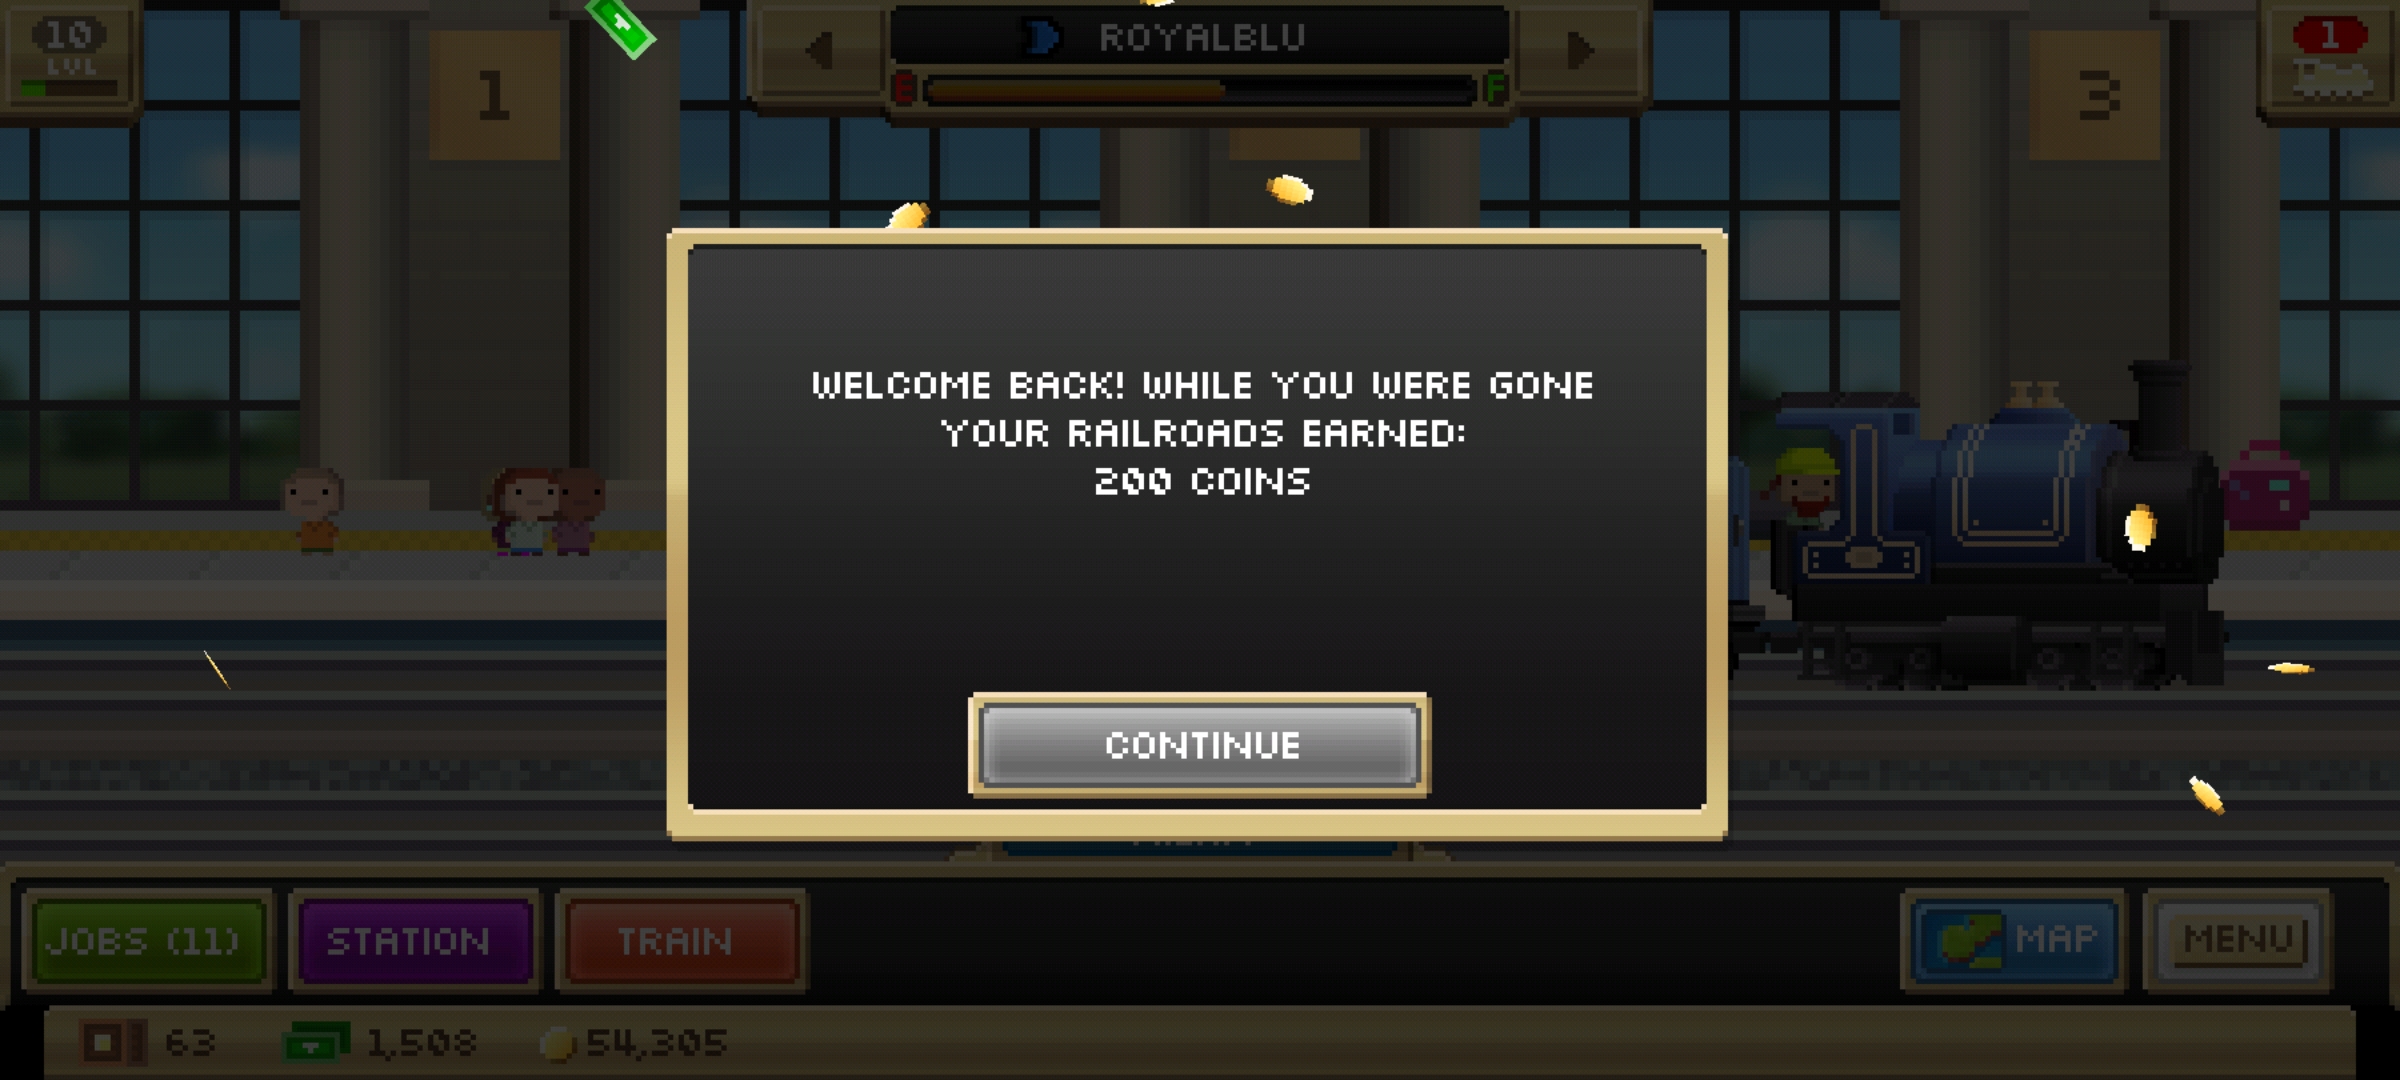 10
LVL
1
ROYALBLU
E
F
1
3
WELCOME BACK! WHILE YOU WERE GONE
YOUR RAILROADS EARNED:
200 COINS
CONTINUE
JOBS (11)
STATION
TRAIN
MAP
MENU
63
1,508
54,305